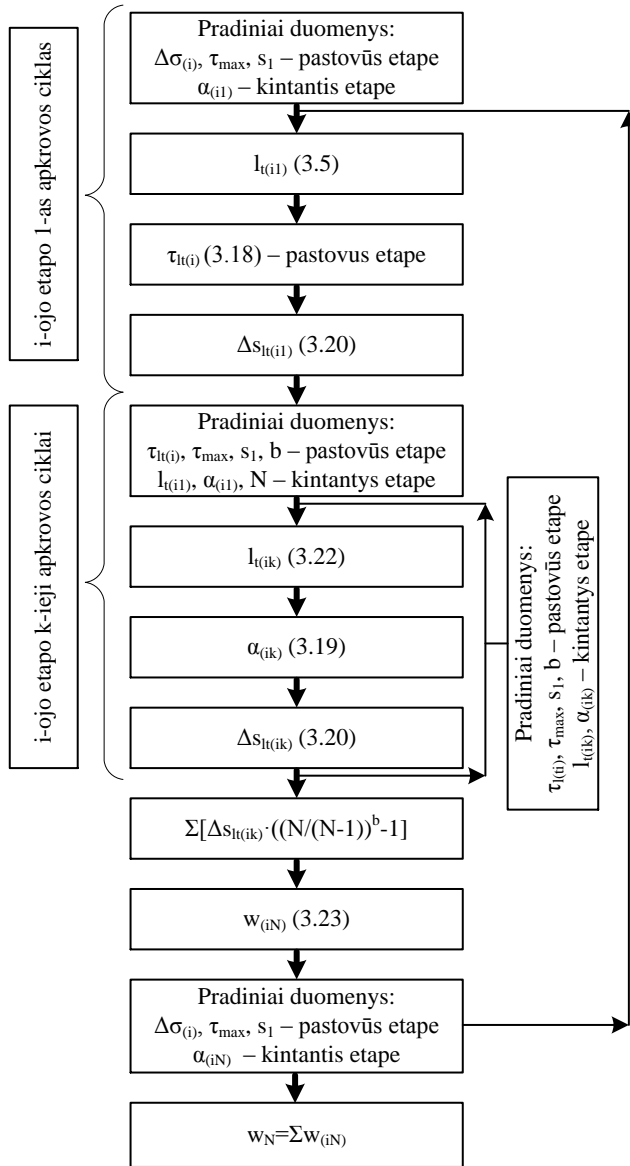 Pradiniai duomenys:
Δσ(i), τmax, s1 – pastovūs etape
α(i1) – kintantis etape
i-ojo etapo 1-as apkrovos ciklas
lt(i1) (3.5)
τlt(i) (3.18) – pastovus etape
Δslt(i1) (3.20)
Pradiniai duomenys:
τlt(i), τmax, s1, b – pastovūs etape
lt(i1), α(i1), N – kintantys etape
i-ojo etapo k-ieji apkrovos ciklai
lt(ik) (3.22)
α(ik) (3.19)
Δslt(ik) (3.20)
Pradiniai duomenys:
τl(ti), τmax, s1, b – pastovūs etape
lt(ik), α(ik) – kintantys etape
Σ[Δslt(ik)·((N/(N-1))b-1]
w(iN) (3.23)
Pradiniai duomenys:
Δσ(i), τmax, s1 – pastovūs etape
α(iN) – kintantis etape
wN=Σw(iN)